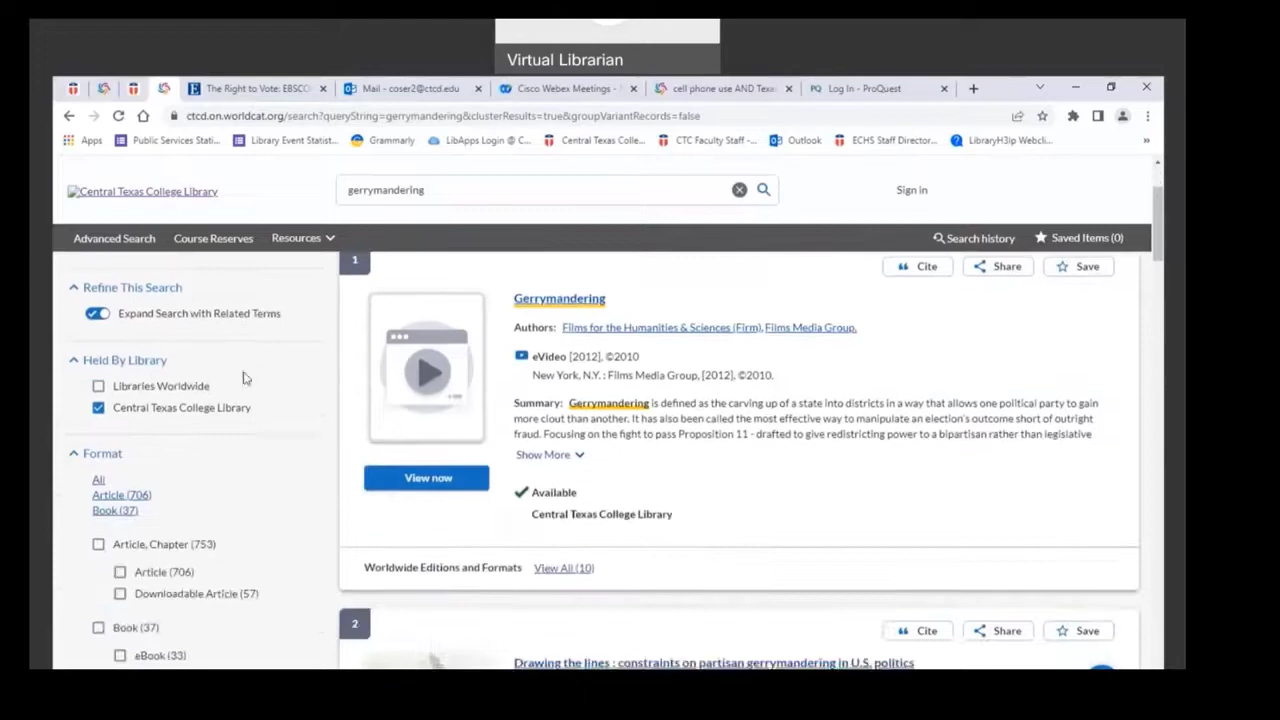 Virtual Librarian
The Right to Vote: EBSCO
Mail - coser2@ctcd.edu
Cisco Webex Meetings -
cell phone use AND Texa
PQ Log In - ProQuest
ctcd.on.worldcat.org/search?queryString=gerrymandering&clusterResults=true&groupVariantRecords=false
Apps
Public Services Stati...
Library Event Statist...
Grammarly
LibApps Login @ C...
Central Texas Colle...
CTC Faculty Staff -...
Outlook
ECHS Staff Director...
LibraryH3lp Webcli...
»
Central Texas College Library
gerrymandering
Sign in
Advanced Search
Course Reserves
Resources
Search history
Saved Items (0)
Refine This Search
Expand Search with Related Terms
Held By Library
Libraries Worldwide
Central Texas College Library
Format
All
Article (706)
Book (37)
Article, Chapter (753)
Article (706)
Downloadable Article (57)
Book (37)
eBook (33)
1
Cite
Share
Save
Gerrymandering
Authors: Films for the Humanities & Sciences (Firm), Films Media Group,
eVideo [2012], ©2010
New York, N.Y. : Films Media Group, [2012], ©2010.
Summary: Gerrymandering is defined as the carving up of a state into districts in a way that allows one political party to gain
more clout than another. It has also been called the most effective way to manipulate an election's outcome short of outright
fraud. Focusing on the fight to pass Proposition 11 - drafted to give redistricting power to a bipartisan rather than legislative
Show More
View now
Available
Central Texas College Library
Worldwide Editions and Formats View All (10)
2
Cite
Share
Save
Drawing the lines : constraints on partisan gerrymandering in U.S. politics